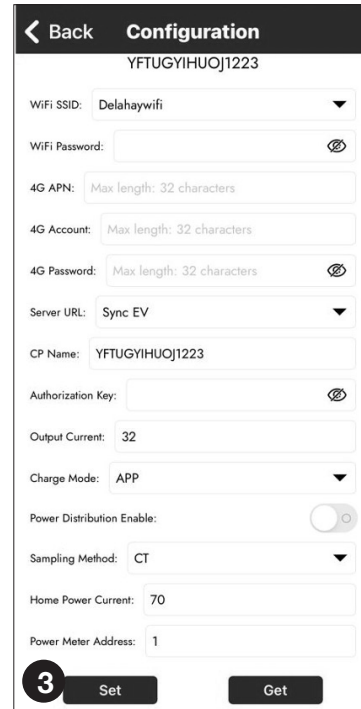 Back Configuration
YFTUGYIHUOJ1223
WiFi SSID: Delahaywifi
WiFi Password:
4G APN: Max length: 32 characters
4G Account: Max length: 32 characters
4G Password: Max length: 32 characters
Server URL: Sync EV
CP Name: YFTUGYIHUOJ1223
Authorization Key:
Output Current: 32
Charge Mode: APP
Power Distribution Enable:
Sampling Method: CT
Home Power Current: 70
Power Meter Address: 1
3 Set Get